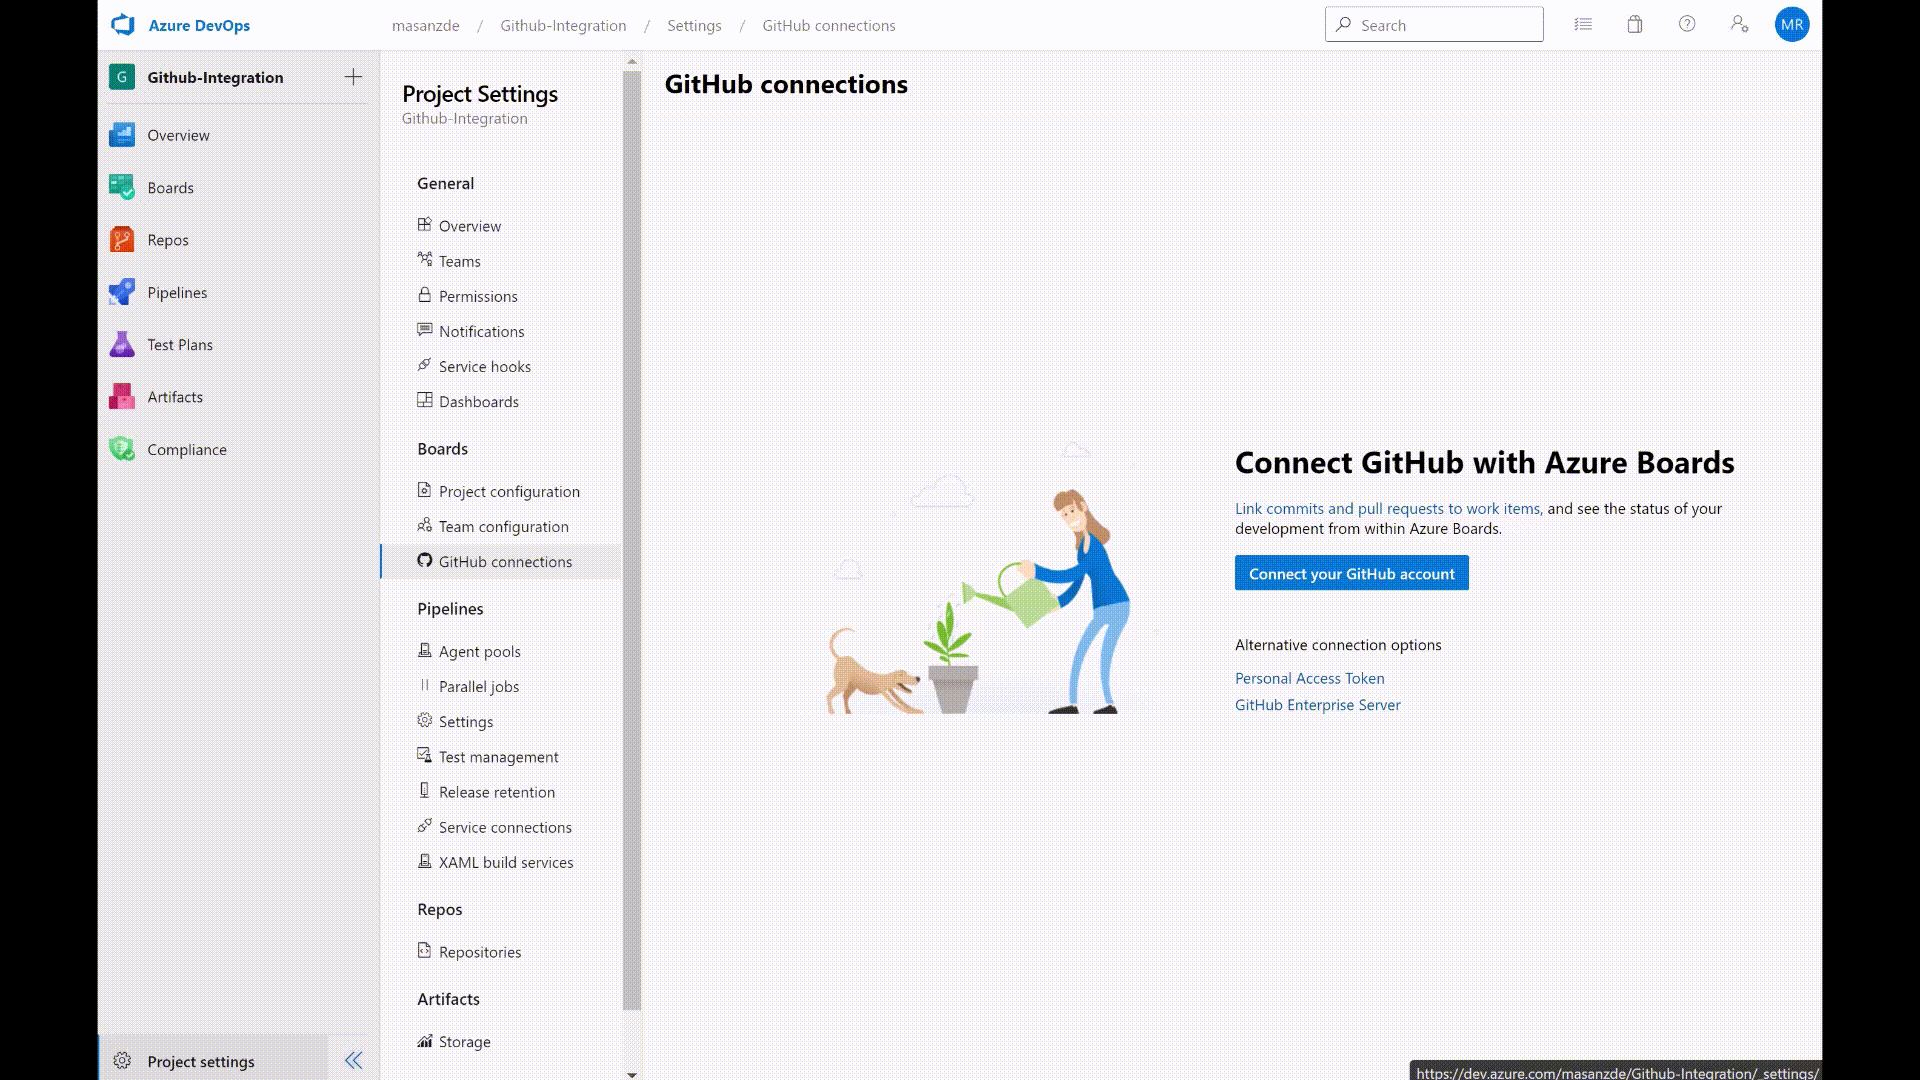 Azure DevOps
masanzde / Github-Integration / Settings / GitHub connections
Search
MR
G Github-Integration
Overview
Boards
Repos
Pipelines
Test Plans
Artifacts
Compliance
Project settings
Project Settings
Github-Integration
General
Overview
Teams
Permissions
Notifications
Service hooks
Dashboards
Boards
Project configuration
Team configuration
GitHub connections
Pipelines
Agent pools
Parallel jobs
Settings
Test management
Release retention
Service connections
XAML build services
Repos
Repositories
Artifacts
Storage
GitHub connections
Connect GitHub with Azure Boards
Link commits and pull requests to work items, and see the status of your
development from within Azure Boards.
Connect your GitHub account
Alternative connection options
Personal Access Token
GitHub Enterprise Server
https://dev.azure.com/masanzde/Github-Integration/_settings/